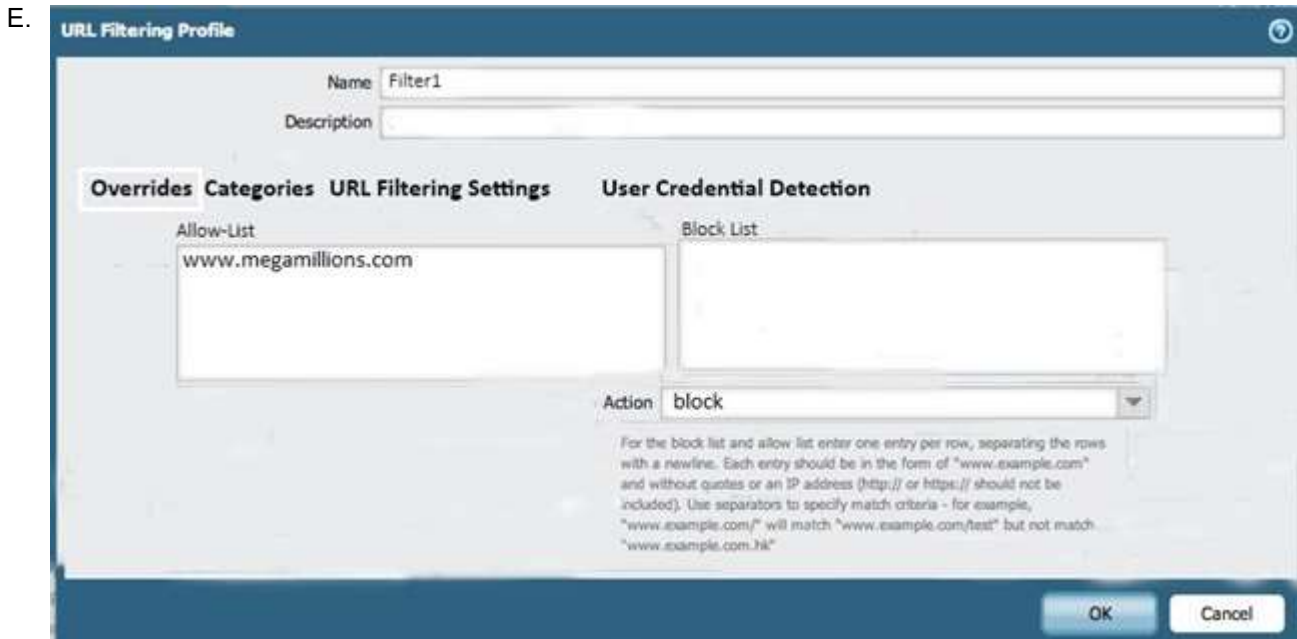 E.
URL Filtering Profile
?
Name Filter1
Description
Overrides Categories URL Filtering Settings User Credential Detection
Allow-List Block List
www.megamillions.com
Action block
For the block list and allow list enter one entry per row, separating the rows
with a newline. Each entry should be in the form of "www.example.com"
and without quotes or an IP address (http:// or https:// should not be
included). Use separators to specify match criteria - for example,
"www.example.com/" will match "www.example.com/test" but not match
"www.example.com.hk"
OK Cancel